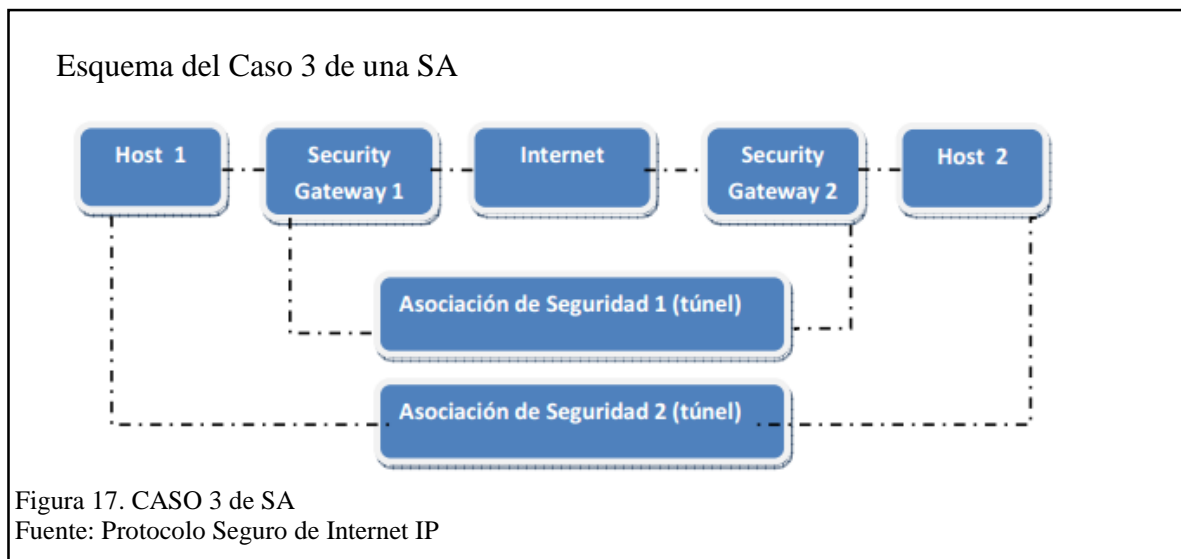 Esquema del Caso 3 de una SA
Host 1
Security
Gateway 1
Internet
Security
Gateway 2
Host 2
Asociación de Seguridad 1 (túnel)
Asociación de Seguridad 2 (túnel)
Figura 17. CASO 3 de SA
Fuente: Protocolo Seguro de Internet IP